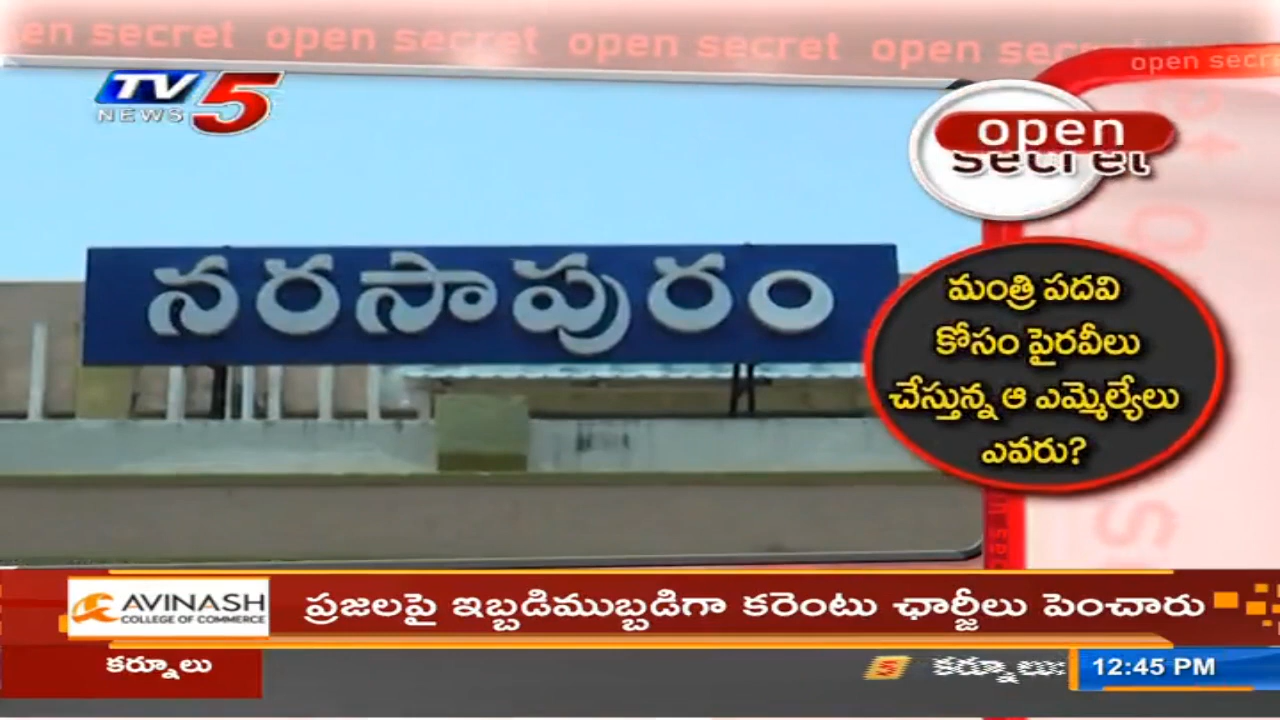 en secret open secret open secret open secret
open secret
TV5
NEWS
open
secret
నరసాపురం
మంత్రి పదవి
కోసం పైరవీలు
చేస్తున్న ఆ ఎమ్మెల్యేలు
ఎవరు?
AVINASH
COLLEGE OF COMMERCE
ప్రజలపై ఇబ్బడిముబ్బడిగా కరెంటు ఛార్జీలు పెంచారు
కర్నూలు
కర్నూలు:
12:45 PM